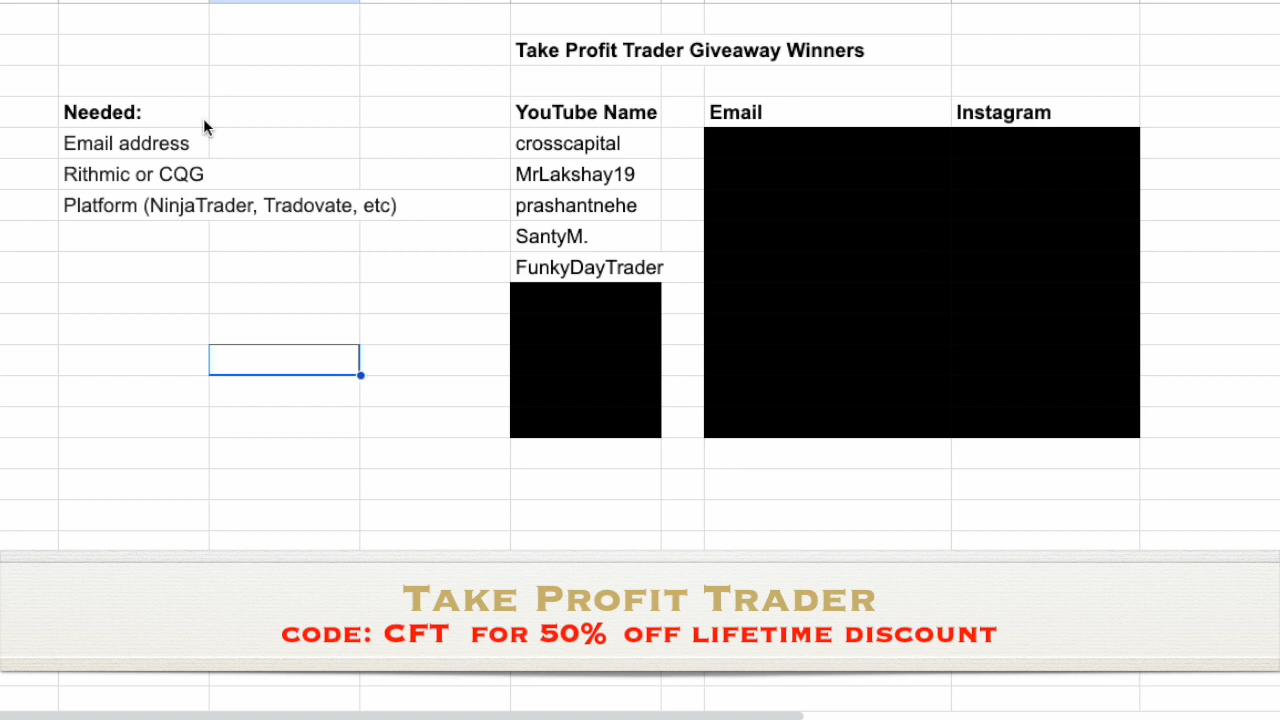 Take Profit Trader Giveaway Winners
Needed:
Email address
Rithmic or CQG
Platform (NinjaTrader, Tradovate, etc)
YouTube Name
crosscapital
MrLakshay19
prashantnehe
SantyM.
FunkyDayTrader
Email
Instagram
Take Profit Trader
code: CFT for 50% off lifetime discount